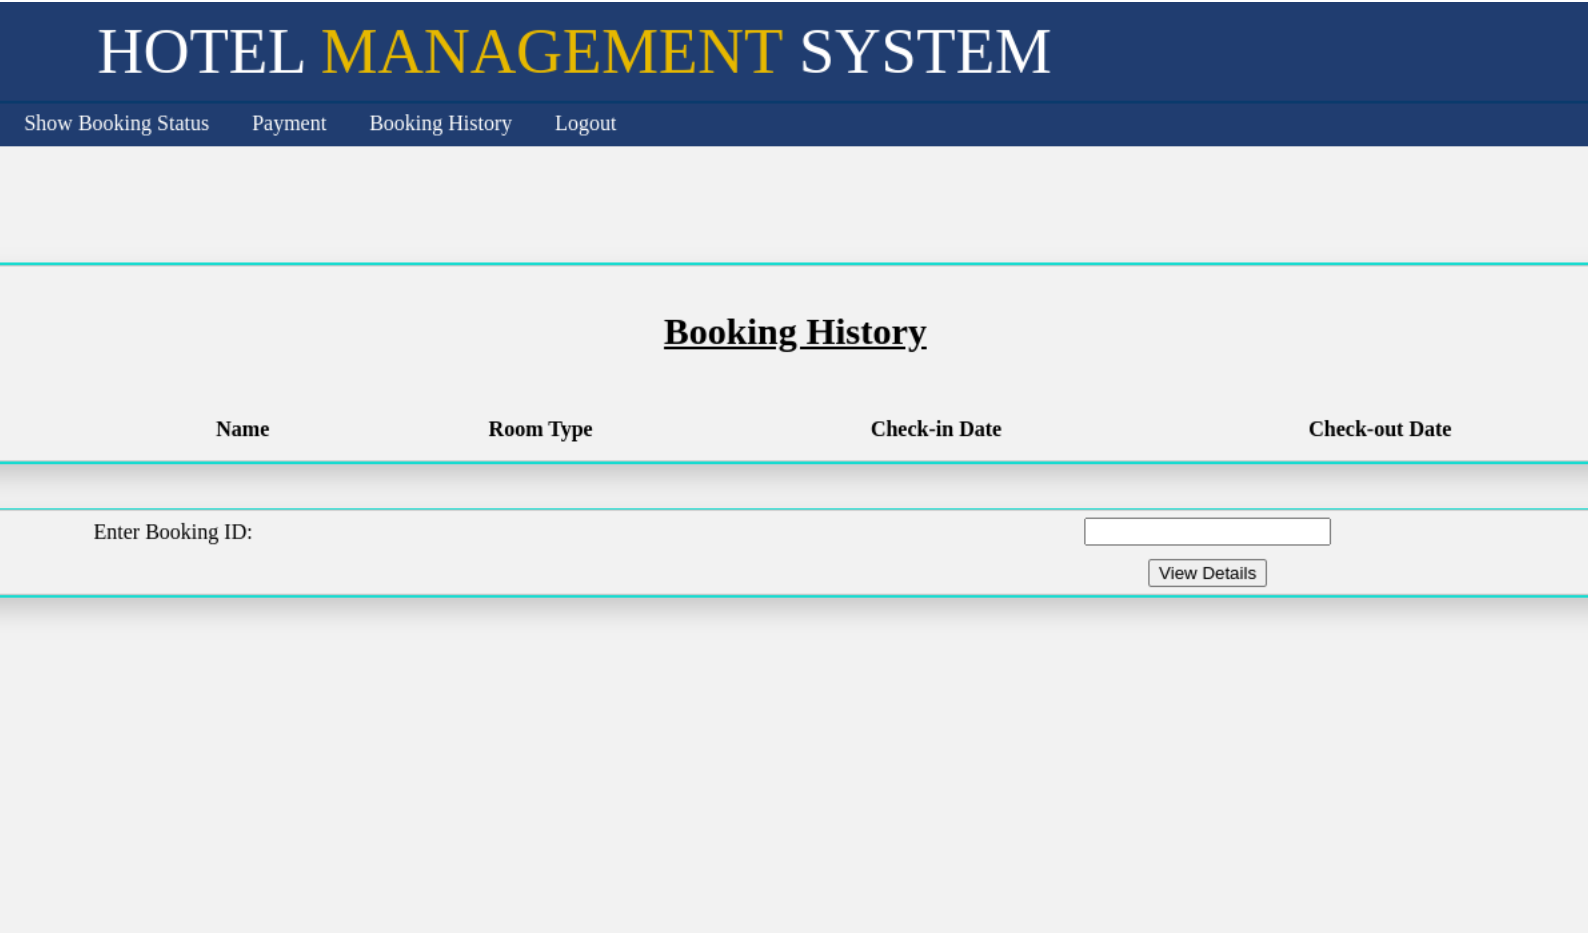 HOTEL MANAGEMENT SYSTEM
Show Booking Status Payment Booking History Logout
Booking History
Name Room Type Check-in Date Check-out Date
Enter Booking ID:
View Details